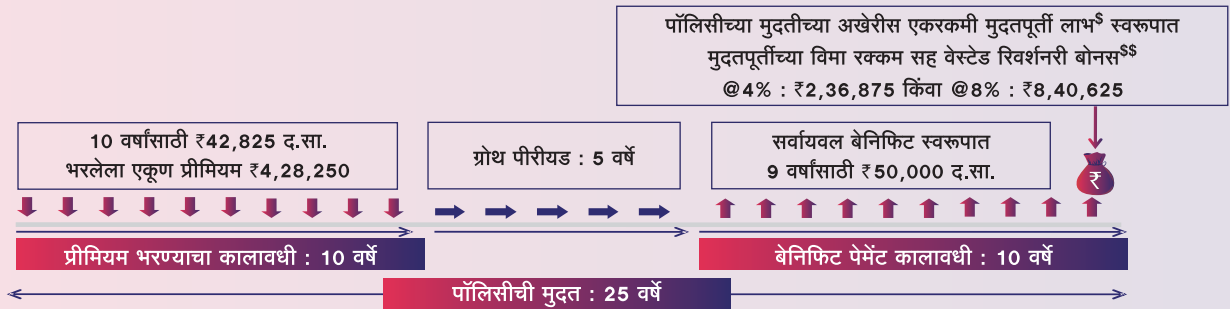 पॉलिसीच्या मुदतीच्या अखेरीस एकरकमी मुदतपूर्ती लाभ$ स्वरूपात
मुदतपूर्तीच्या विमा रक्कम सह वेस्टेड रिवर्शनरी बोनस$$
@4% : ₹2,36,875 किंवा @8% : ₹8,40,625
10 वर्षांसाठी ₹42,825 द.सा.
भरलेला एकूण प्रीमियम ₹4,28,250
ग्रोथ पीरीयड : 5 वर्षे
सर्वायवल बेनिफिट स्वरूपात
9 वर्षांसाठी ₹50,000 द.सा.
₹
प्रीमियम भरण्याचा कालावधी : 10 वर्षे
बेनिफिट पेमेंट कालावधी : 10 वर्षे
पॉलिसीची मुदत : 25 वर्षे